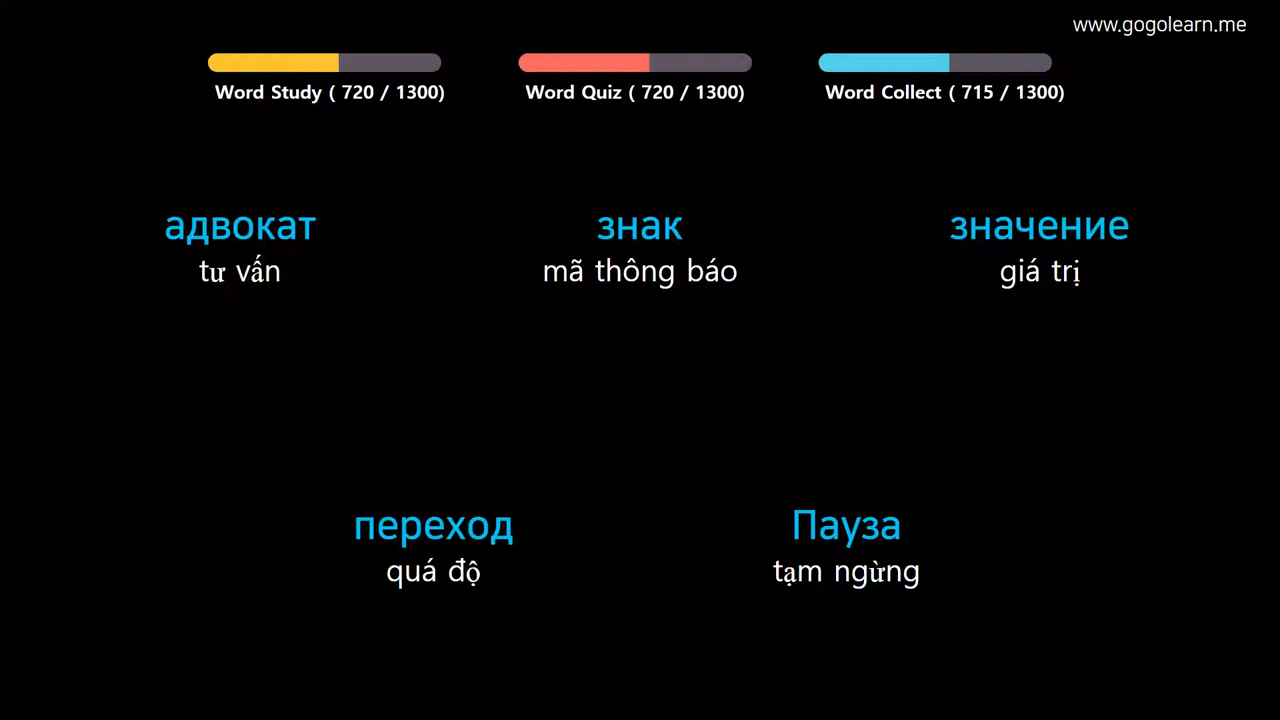 www.gogolearn.me
Word Study ( 720 / 1300)
Word Quiz ( 720 / 1300)
Word Collect ( 715 / 1300)
адвокат
tư vấn
знак
mã thông báo
значение
giá trị
переход
quá độ
Пауза
tạm ngừng